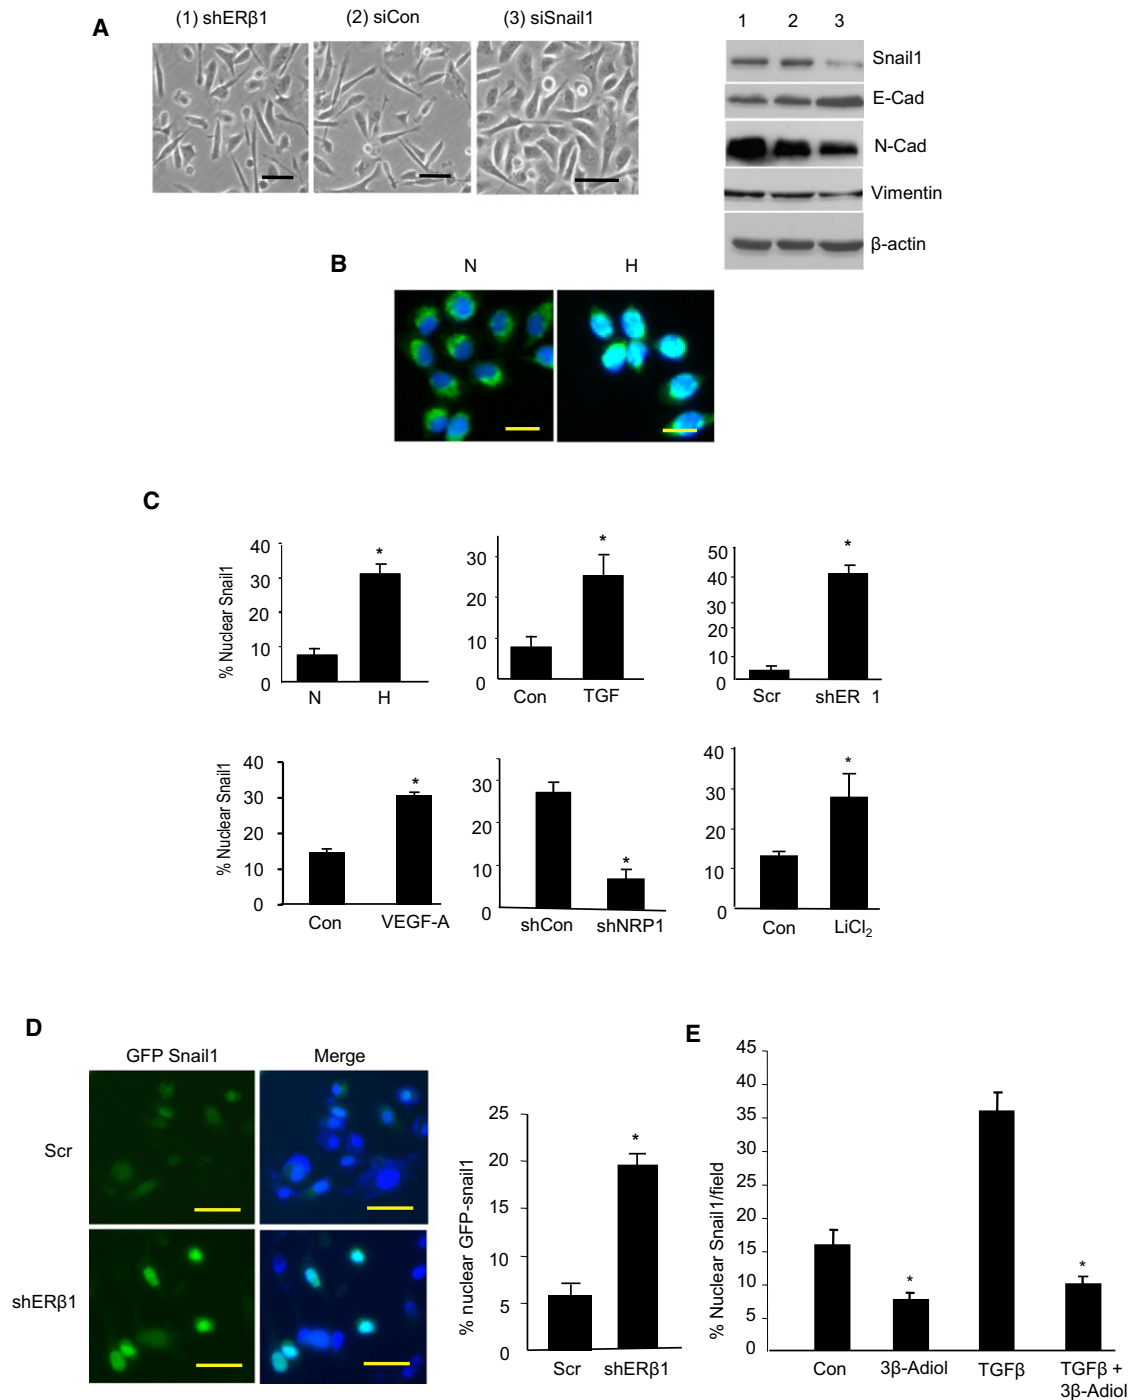 A
(1) shERβ1
(2) siCon
(3) siSnail1
1 2 3
Snail1
E-Cad
N-Cad
Vimentin
β-actin
B
N
H
C
% Nuclear Snail1
40
30
20
10
0
N H
30
20
10
0
Con TGF
50
40
30
20
10
0
Scr shER 1
% Nuclear Snail1
40
30
20
10
0
Con VEGF-A
30
20
10
0
shCon shNRP1
40
30
20
10
0
Con LiCl₂
*
*
*
*
*
*
D
GFP Snail1
Merge
Scr
shERβ1
% nuclear GFP-snail1
25
20
15
10
5
0
*
Scr shERβ1
E
% Nuclear Snail1/field
45
40
35
30
25
20
15
10
5
0
*
*
Con 3β-Adiol TGFβ TGFβ +
3β-Adiol